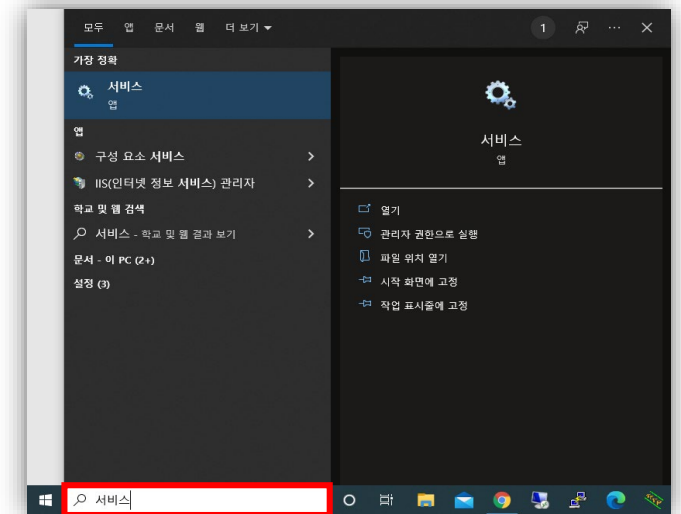 모두 앱 문서 웹 더 보기 1 ... ×
가장 정확
서비스
앱
앱
구성 요소 서비스
IIS(인터넷 정보 서비스) 관리자
학교 및 웹 검색
서비스 - 학교 및 웹 결과 보기
문서 - 이 PC (2+)
설정 (3)
서비스
앱
열기
관리자 권한으로 실행
파일 위치 열기
시작 화면에 고정
작업 표시줄에 고정
서비스